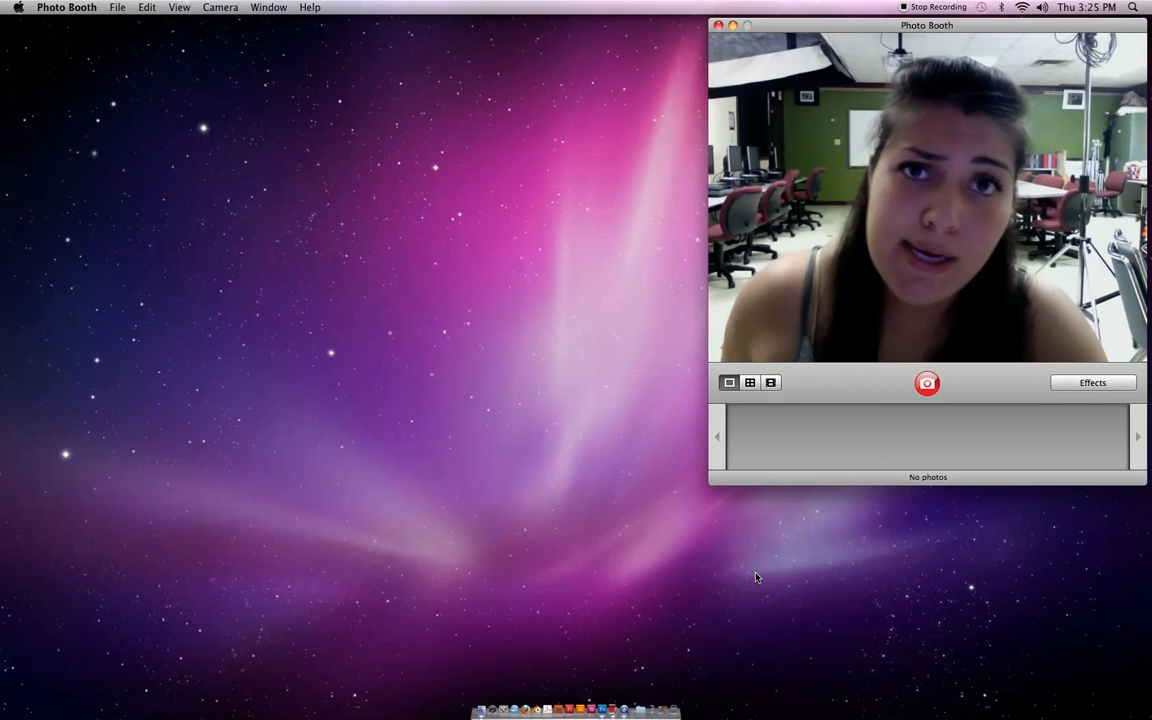 Photo Booth File Edit View Camera Window Help Stop Recording Thu 3:25 PM
Photo Booth
Effects
No photos